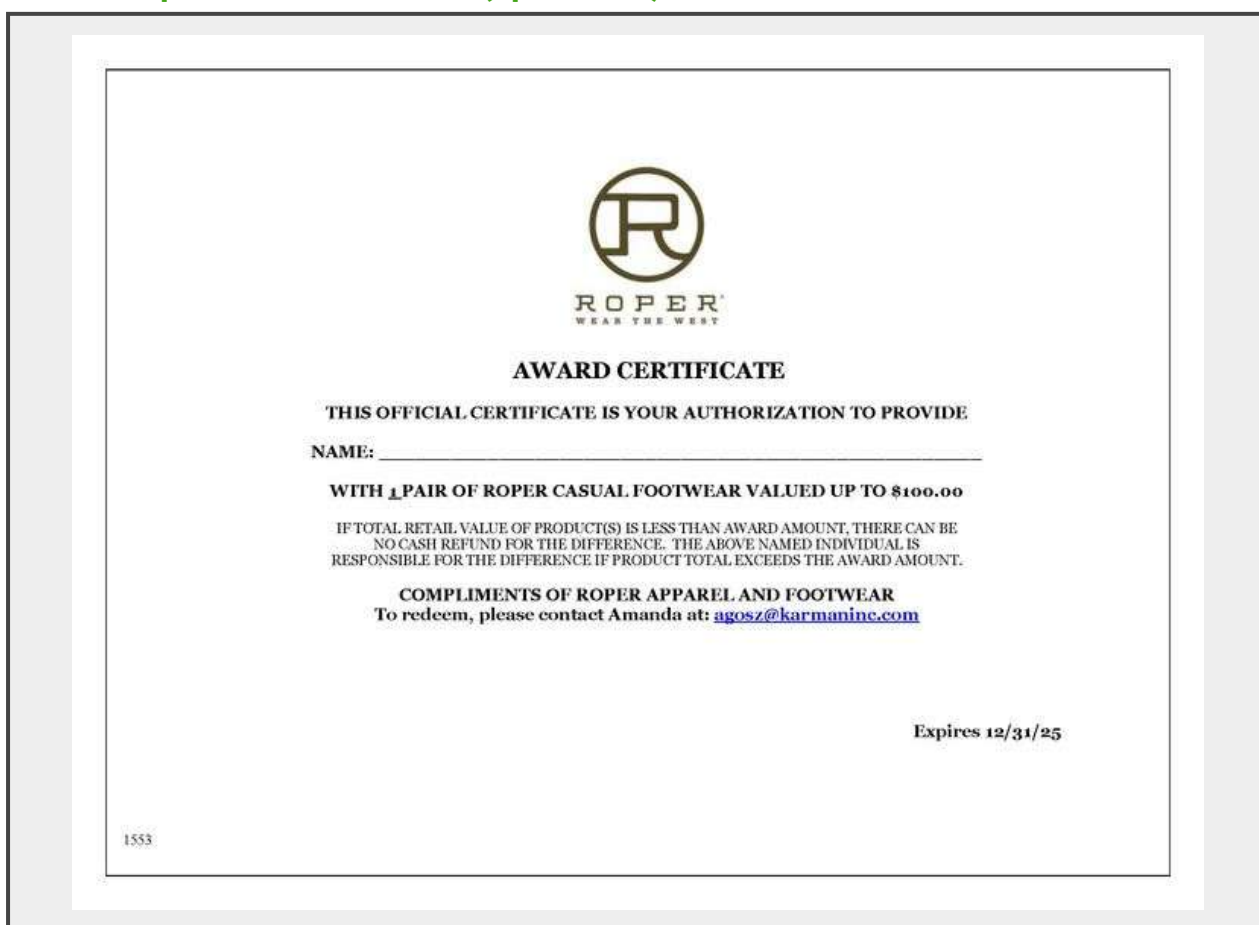 R
ROPER
WEAR THE WEST
AWARD CERTIFICATE
THIS OFFICIAL CERTIFICATE IS YOUR AUTHORIZATION TO PROVIDE
NAME: ___________________________________________________
WITH 1 PAIR OF ROPER CASUAL FOOTWEAR VALUED UP TO $100.00
IF TOTAL RETAIL VALUE OF PRODUCT(S) IS LESS THAN AWARD AMOUNT, THERE CAN BE
NO CASH REFUND FOR THE DIFFERENCE. THE ABOVE NAMED INDIVIDUAL IS
RESPONSIBLE FOR THE DIFFERENCE IF PRODUCT TOTAL EXCEEDS THE AWARD AMOUNT.
COMPLIMENTS OF ROPER APPAREL AND FOOTWEAR
To redeem, please contact Amanda at: agosz@karmaninc.com
Expires 12/31/25
1553